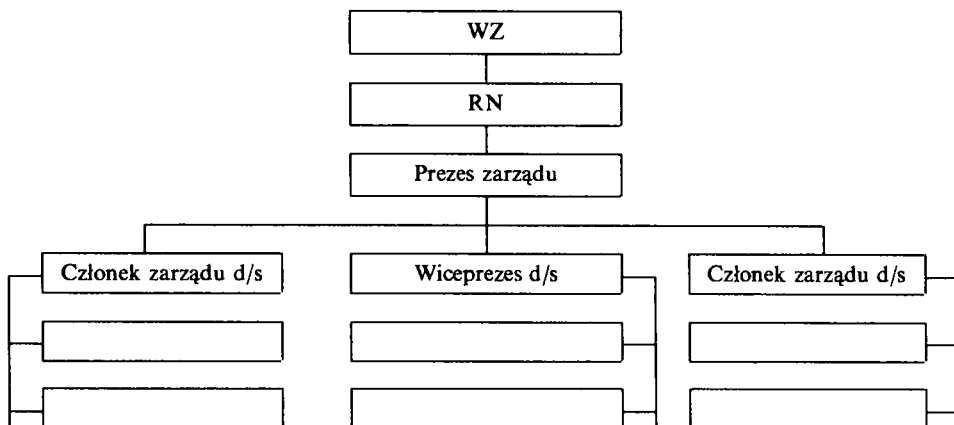 WZ
RN
Prezes zarządu
Członek zarządu d/s
Wiceprezes d/s
Członek zarządu d/s